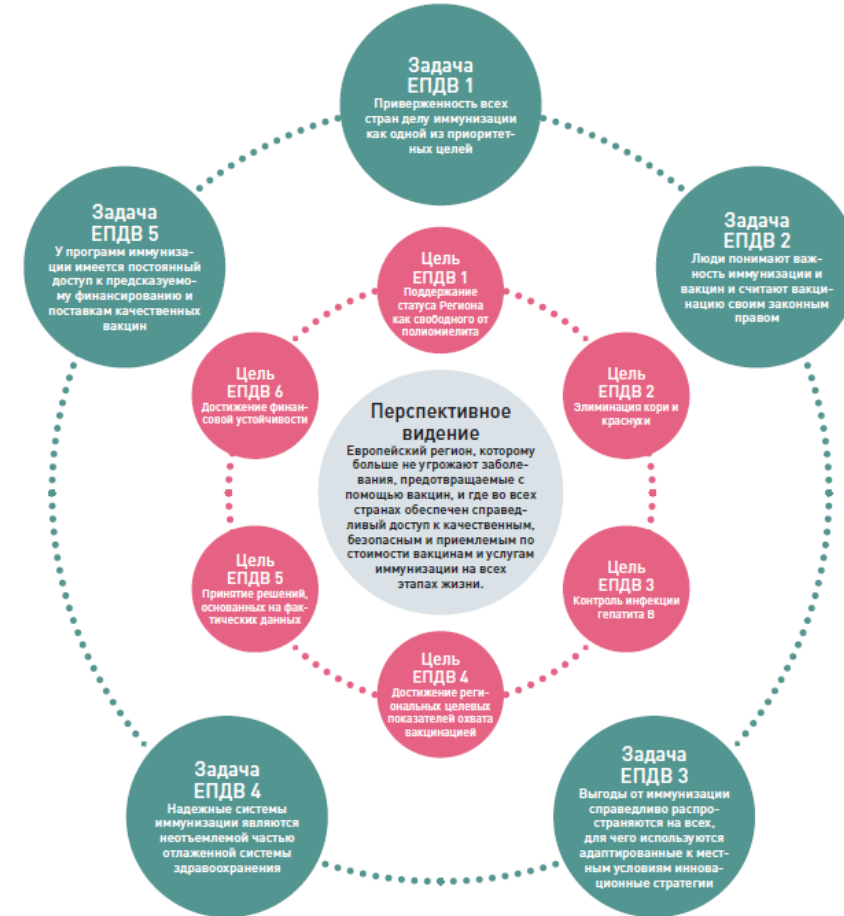 Задача
ЕПДВ 1
Приверженность всех
стран делу иммунизации
как одной из приоритет-
ных целей
Задача
ЕПДВ 5
У программ иммуниза-
ции имеется постоянный
доступ к предсказуемо-
му финансированию и
поставкам качественных
вакцин
Задача
ЕПДВ 2
Люди понимают важ-
ность иммунизации и
вакцин и считают вакци-
нацию своим законным
правом
Цель
ЕПДВ 1
Поддержание
статуса Региона
как свободного от
полиомиелита
Цель
ЕПДВ 6
Достижение финан-
совой устойчивости
Цель
ЕПДВ 2
Элиминация кори и
краснухи
Перспективное
видение
Европейский регион, которому
больше не угрожают заболе-
вания, предотвращаемые с
помощью вакцин, и где во всех
странах обеспечен справед-
ливый доступ к качественным,
безопасным и приемлемым по
стоимости вакцинам и услугам
иммунизации на всех
этапах жизни.
Цель
ЕПДВ 5
Принятие решений,
основанных на фак-
тических данных
Цель
ЕПДВ 3
Контроль инфекции
гепатита В
Цель
ЕПДВ 4
Достижение реги-
ональных целевых
показателей охвата
вакцинацией
Задача
ЕПДВ 4
Надежные системы
иммунизации являются
неотъемлемой частью
отлаженной системы
здравоохранения
Задача
ЕПДВ 3
Выгоды от иммунизации
справедливо распро-
страняются на всех,
для чего используются
адаптированные к мест-
ным условиям иннова-
ционные стратегии